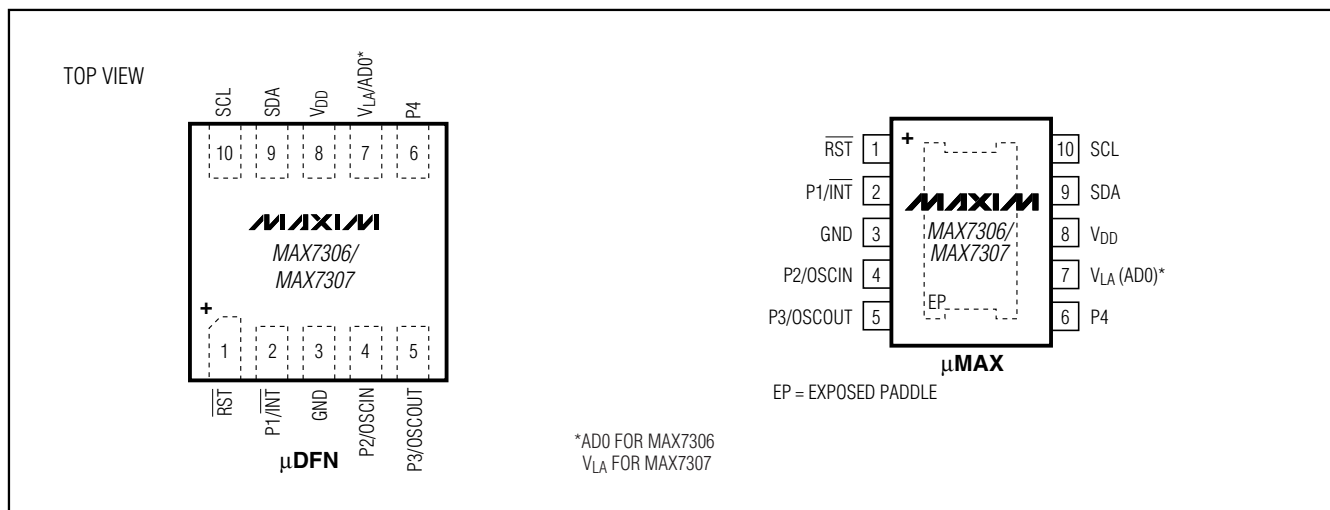 TOP VIEW
SCL
SDA
VDD
VLA/AD0*
P4
10
9
8
7
6
MAXIM
MAX7306/
MAX7307
+
1
2
3
4
5
RST
P1/INT
GND
P2/OSCIN
P3/OSCOUT
µDFN
*AD0 FOR MAX7306
VLA FOR MAX7307
RST 1 + 10 SCL
P1/INT 2 MAXIM 9 SDA
GND 3 MAX7306/ 8 VDD
MAX7307
P2/OSCIN 4 7 VLA (AD0)*
P3/OSCOUT 5 EP 6 P4
µMAX
EP = EXPOSED PADDLE